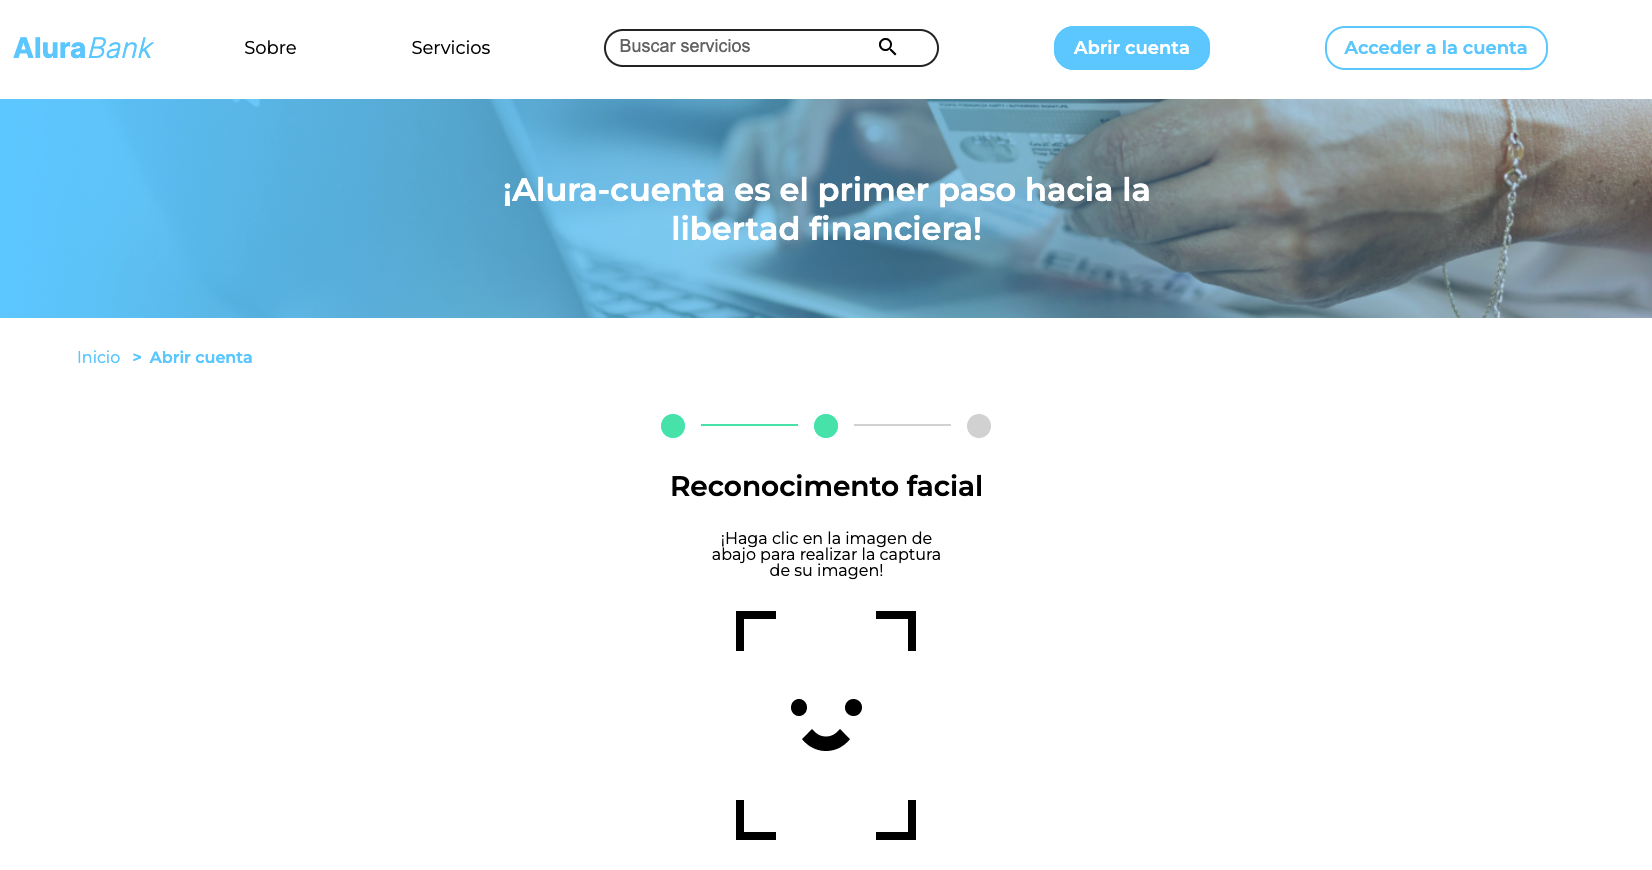 AluraBank
Sobre
Servicios
Buscar servicios
Abrir cuenta
Acceder a la cuenta
¡Alura-cuenta es el primer paso hacia la
libertad financiera!
Inicio > Abrir cuenta
Reconocimento facial
¡Haga clic en la imagen de
abajo para realizar la captura
de su imagen!